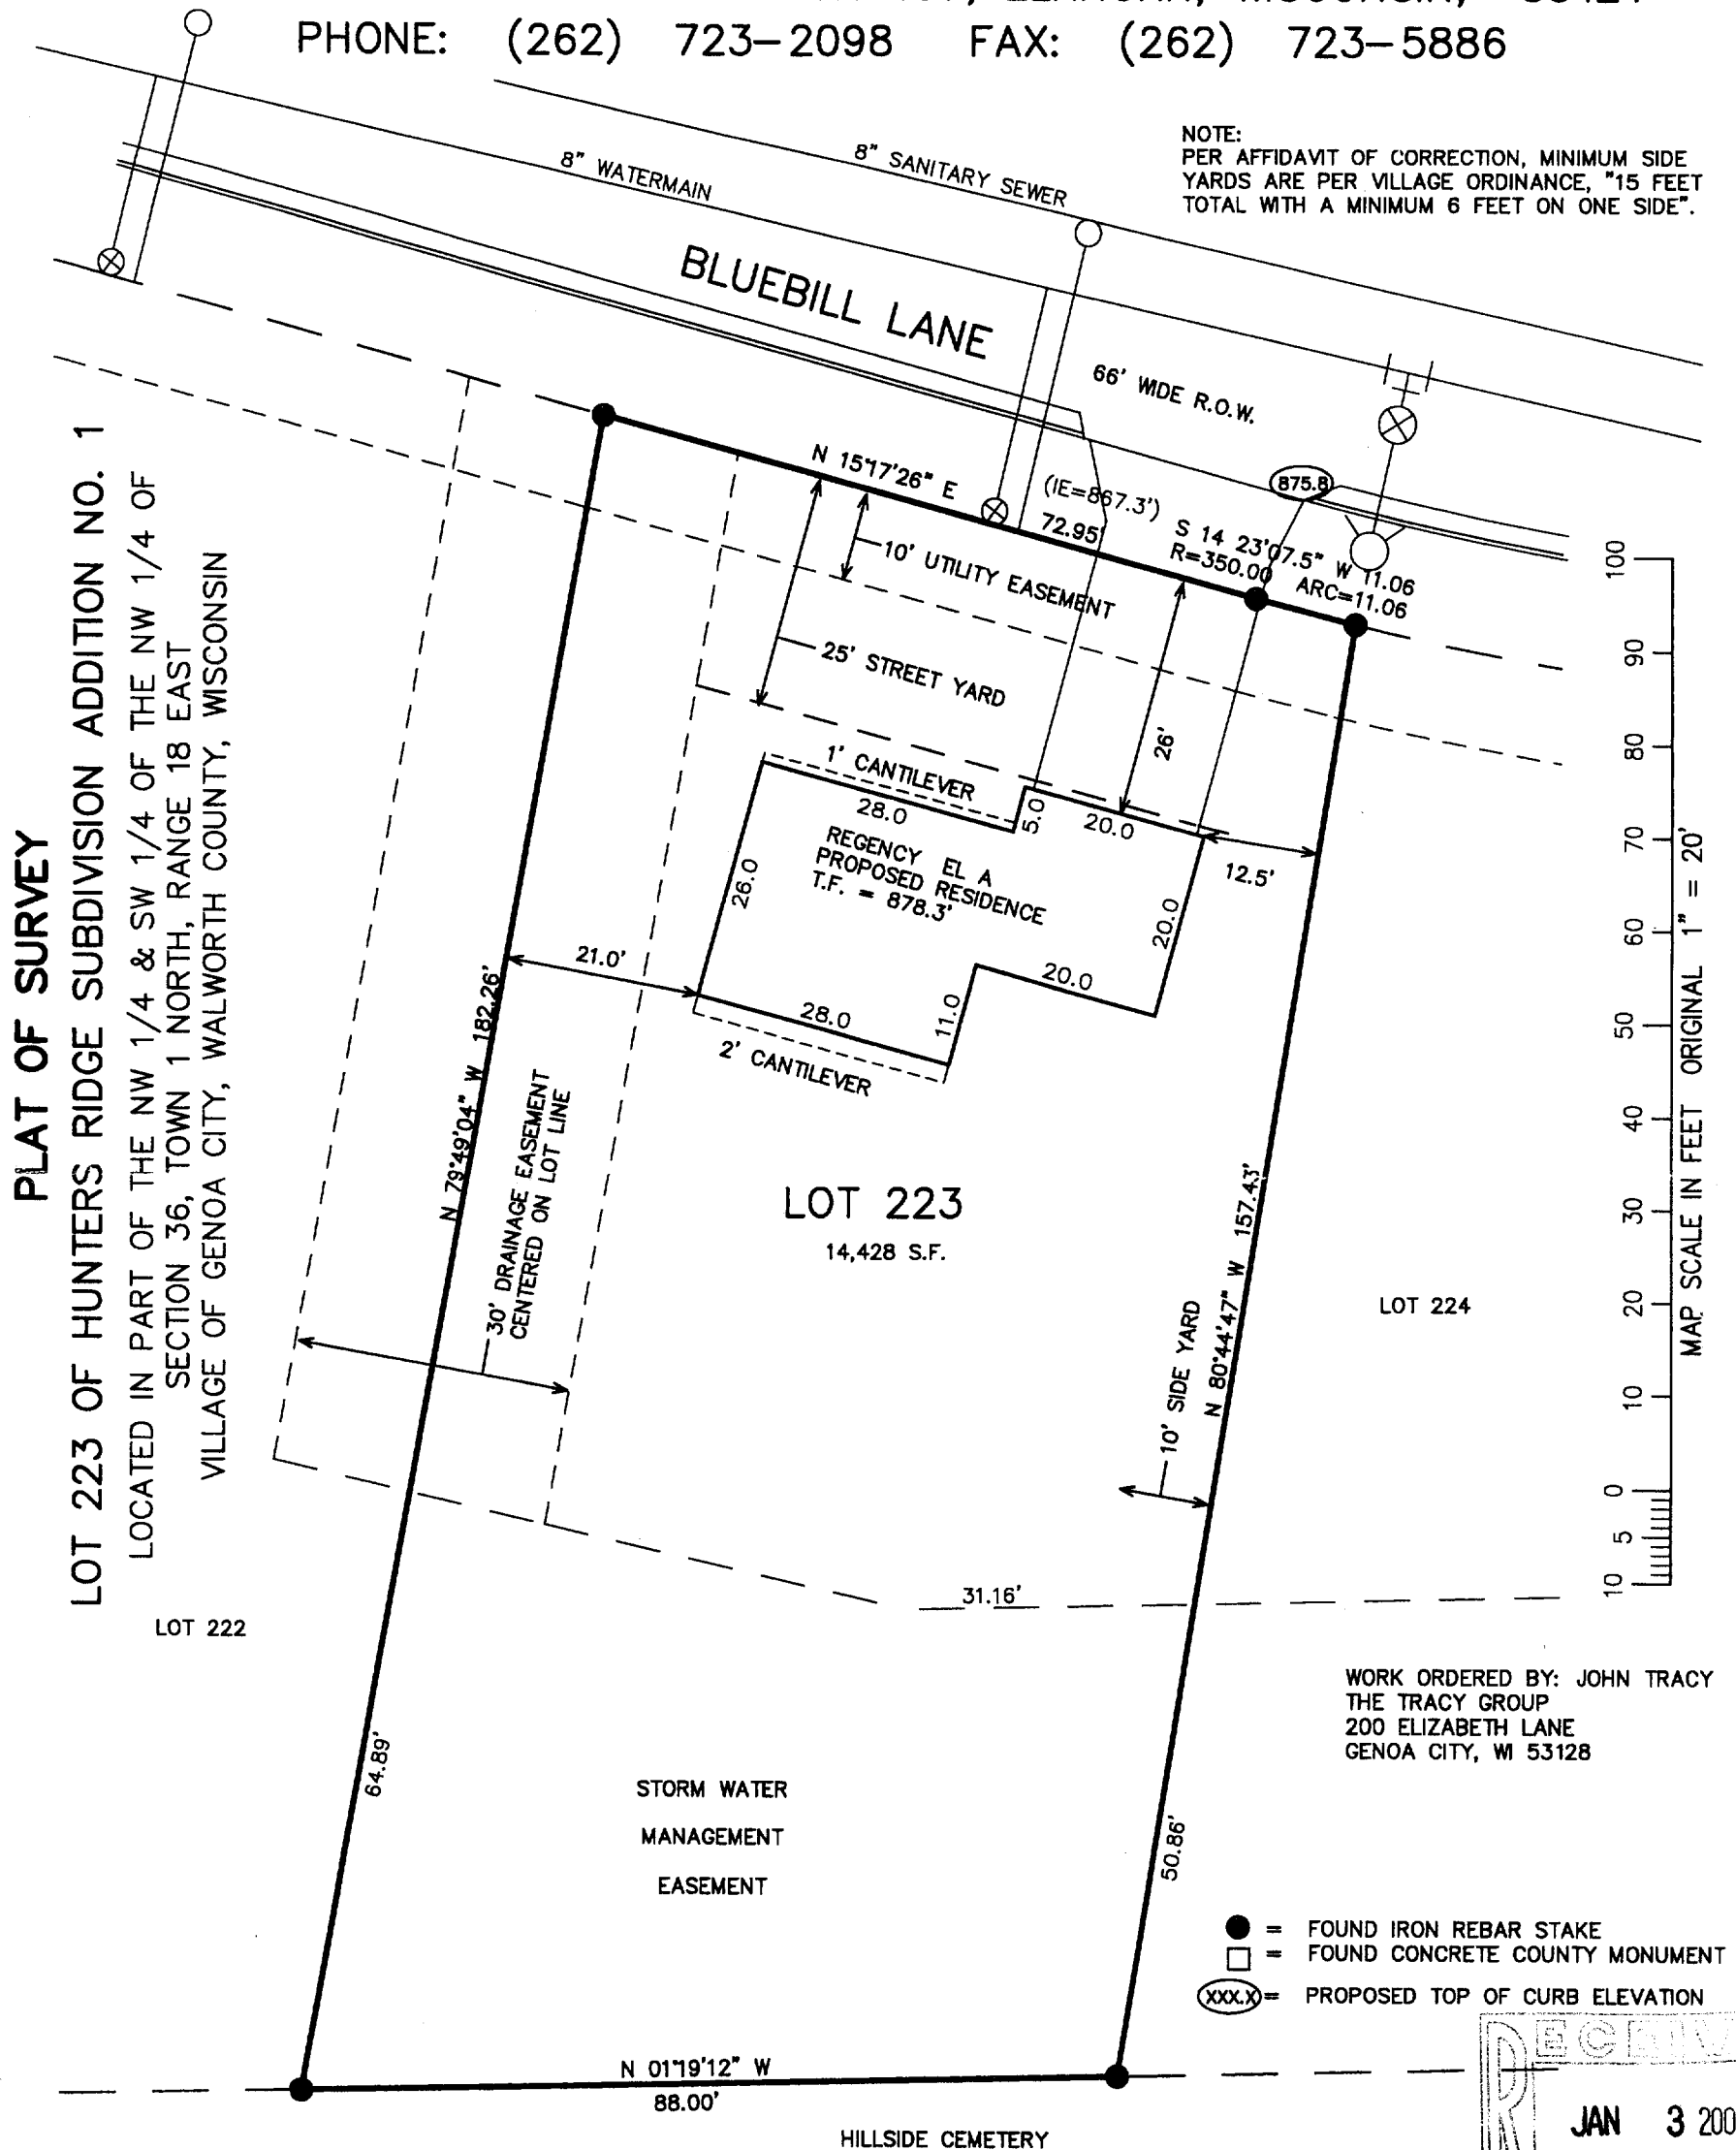 PHONE: (262) 723-2098 FAX: (262) 723-5886
NOTE:
PER AFFIDAVIT OF CORRECTION, MINIMUM SIDE
YARDS ARE PER VILLAGE ORDINANCE, "15 FEET
TOTAL WITH A MINIMUM 6 FEET ON ONE SIDE".
8" WATERMAIN
8" SANITARY SEWER
BLUEBILL LANE
66' WIDE R.O.W.
PLAT OF SURVEY
LOT 223 OF HUNTERS RIDGE SUBDIVISION ADDITION NO. 1
LOCATED IN PART OF THE NW 1/4 & SW 1/4 OF THE NW 1/4 OF
SECTION 36, TOWN 1 NORTH, RANGE 18 EAST
VILLAGE OF GENOA CITY, WALWORTH COUNTY, WISCONSIN
N 15°17'26" E
72.95'
(IE=867.3')
875.8
S 14 23'07.5" W 11.06
R=350.00 ARC=11.06
10' UTILITY EASEMENT
25' STREET YARD
26'
1' CANTILEVER
28.0
5.0
20.0
12.5'
REGENCY EL A
PROPOSED RESIDENCE
T.F. = 878.3'
26.0
20.0
21.0'
20.0
11.0
28.0
2' CANTILEVER
N 79°49'04" W 182.26'
30' DRAINAGE EASEMENT
CENTERED ON LOT LINE
LOT 223
14,428 S.F.
N 80°44'47" W 157.43'
10' SIDE YARD
LOT 224
100
90
80
70
60
50
40
30
20
10
0
5
10
MAP SCALE IN FEET ORIGINAL 1" = 20'
31.16'
LOT 222
WORK ORDERED BY: JOHN TRACY
THE TRACY GROUP
200 ELIZABETH LANE
GENOA CITY, WI 53128
64.89'
STORM WATER
MANAGEMENT
EASEMENT
50.86'
= FOUND IRON REBAR STAKE
= FOUND CONCRETE COUNTY MONUMENT
XXX.X = PROPOSED TOP OF CURB ELEVATION
N 01°19'12" W
88.00'
HILLSIDE CEMETERY
JAN 3 200